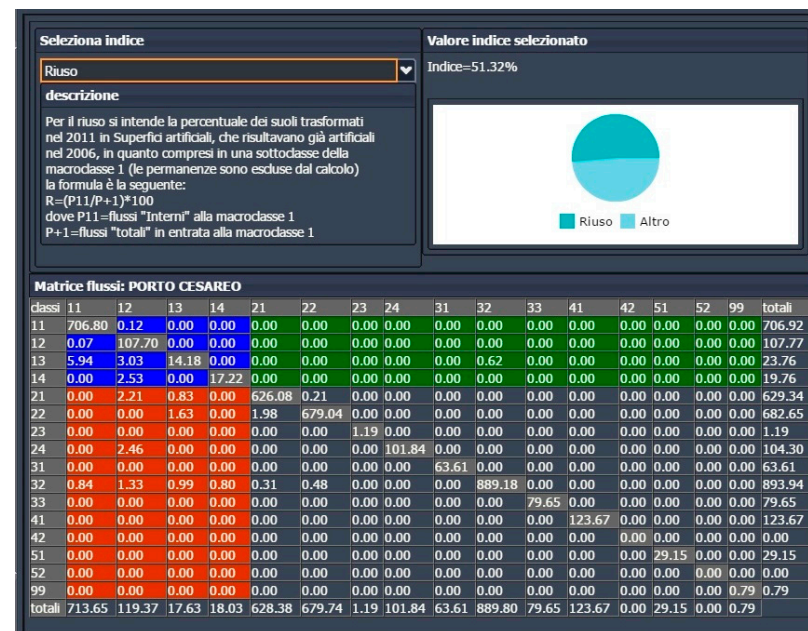 Seleziona indice
Riuso
descrizione
Per il riuso si intende la percentuale dei suoli trasformati
nel 2011 in Superfici artificiali, che risultavano già artificiali
nel 2006, in quanto compresi in una sottoclasse della
macroclasse 1 (le permanenze sono escluse dal calcolo)
la formula è la seguente:
R=(P11/P+1)*100
dove P11=flussi "Interni" alla macroclasse 1
P+1=flussi "totali" in entrata alla macroclasse 1
Valore indice selezionato
Indice=51.32%
Riuso Altro
Matrice flussi: PORTO CESAREO
classi 11 12 13 14 21 22 23 24 31 32 33 41 42 51 52 99 totali
11 706.80 0.12 0.00 0.00 0.00 0.00 0.00 0.00 0.00 0.00 0.00 0.00 0.00 0.00 0.00 0.00 706.92
12 0.07 107.70 0.00 0.00 0.00 0.00 0.00 0.00 0.00 0.00 0.00 0.00 0.00 0.00 0.00 0.00 107.77
13 5.94 3.03 14.18 0.00 0.00 0.00 0.00 0.00 0.00 0.62 0.00 0.00 0.00 0.00 0.00 0.00 23.76
14 0.00 2.53 0.00 17.22 0.00 0.00 0.00 0.00 0.00 0.00 0.00 0.00 0.00 0.00 0.00 0.00 19.76
21 0.00 2.21 0.83 0.00 626.08 0.21 0.00 0.00 0.00 0.00 0.00 0.00 0.00 0.00 0.00 0.00 629.34
22 0.00 0.00 1.63 0.00 1.98 679.04 0.00 0.00 0.00 0.00 0.00 0.00 0.00 0.00 0.00 0.00 682.65
23 0.00 0.00 0.00 0.00 0.00 0.00 1.19 0.00 0.00 0.00 0.00 0.00 0.00 0.00 0.00 0.00 1.19
24 0.00 2.46 0.00 0.00 0.00 0.00 0.00 101.84 0.00 0.00 0.00 0.00 0.00 0.00 0.00 0.00 104.30
31 0.00 0.00 0.00 0.00 0.00 0.00 0.00 0.00 63.61 0.00 0.00 0.00 0.00 0.00 0.00 0.00 63.61
32 0.84 1.33 0.99 0.80 0.31 0.48 0.00 0.00 0.00 889.18 0.00 0.00 0.00 0.00 0.00 0.00 893.94
33 0.00 0.00 0.00 0.00 0.00 0.00 0.00 0.00 0.00 0.00 79.65 0.00 0.00 0.00 0.00 0.00 79.65
41 0.00 0.00 0.00 0.00 0.00 0.00 0.00 0.00 0.00 0.00 0.00 123.67 0.00 0.00 0.00 0.00 123.67
42 0.00 0.00 0.00 0.00 0.00 0.00 0.00 0.00 0.00 0.00 0.00 0.00 0.00 0.00 0.00 0.00 0.00
51 0.00 0.00 0.00 0.00 0.00 0.00 0.00 0.00 0.00 0.00 0.00 0.00 0.00 29.15 0.00 0.00 29.15
52 0.00 0.00 0.00 0.00 0.00 0.00 0.00 0.00 0.00 0.00 0.00 0.00 0.00 0.00 0.00 0.00 0.00
99 0.00 0.00 0.00 0.00 0.00 0.00 0.00 0.00 0.00 0.00 0.00 0.00 0.00 0.00 0.00 0.79 0.79
totali 713.65 119.37 17.63 18.03 628.38 679.74 1.19 101.84 63.61 889.80 79.65 123.67 0.00 29.15 0.00 0.79